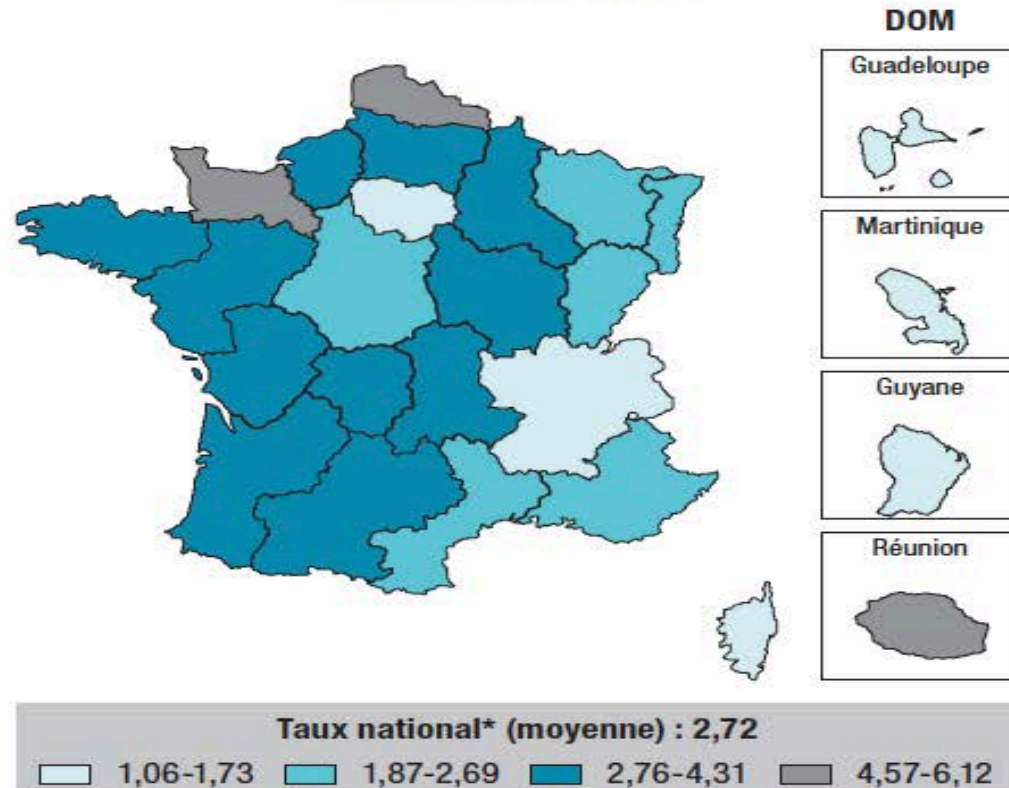 DOM
Guadeloupe
Martinique
Guyane
Réunion
Taux national* (moyenne) : 2,72
1,06-1,73 1,87-2,69 2,76-4,31 4,57-6,12